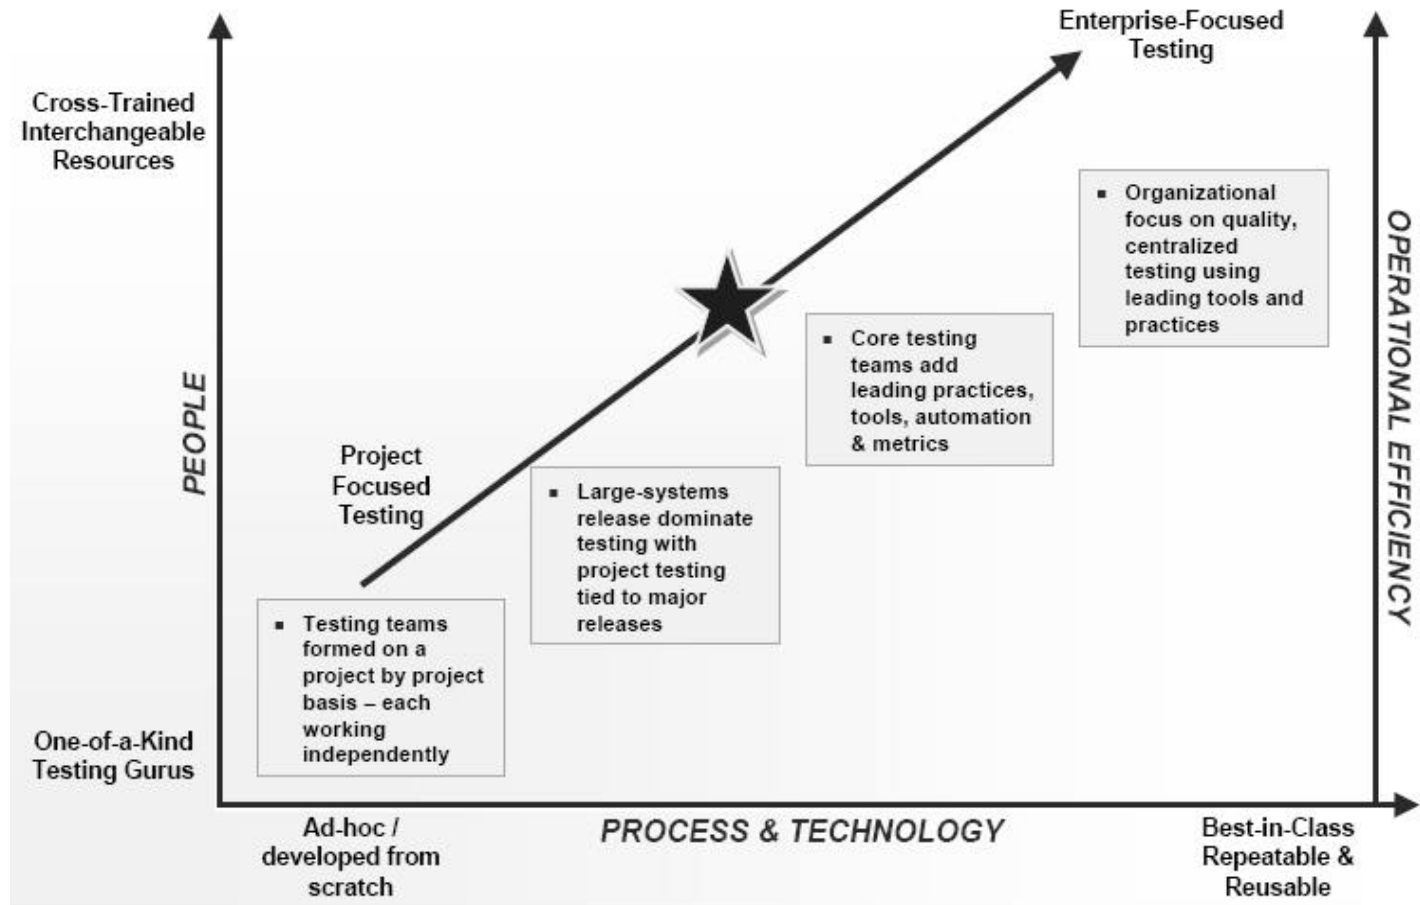 Enterprise-Focused
Testing
Cross-Trained
Interchangeable
Resources
▪ Organizational
focus on quality,
centralized
testing using
leading tools and
practices
OPERATIONAL EFFICIENCY
▪ Core testing
teams add
leading practices,
tools, automation
& metrics
PEOPLE
Project
Focused
Testing
▪ Large-systems
release dominate
testing with
project testing
tied to major
releases
▪ Testing teams
formed on a
project by project
basis – each
working
independently
One-of-a-Kind
Testing Gurus
Ad-hoc /
developed from
scratch
PROCESS & TECHNOLOGY
Best-in-Class
Repeatable &
Reusable